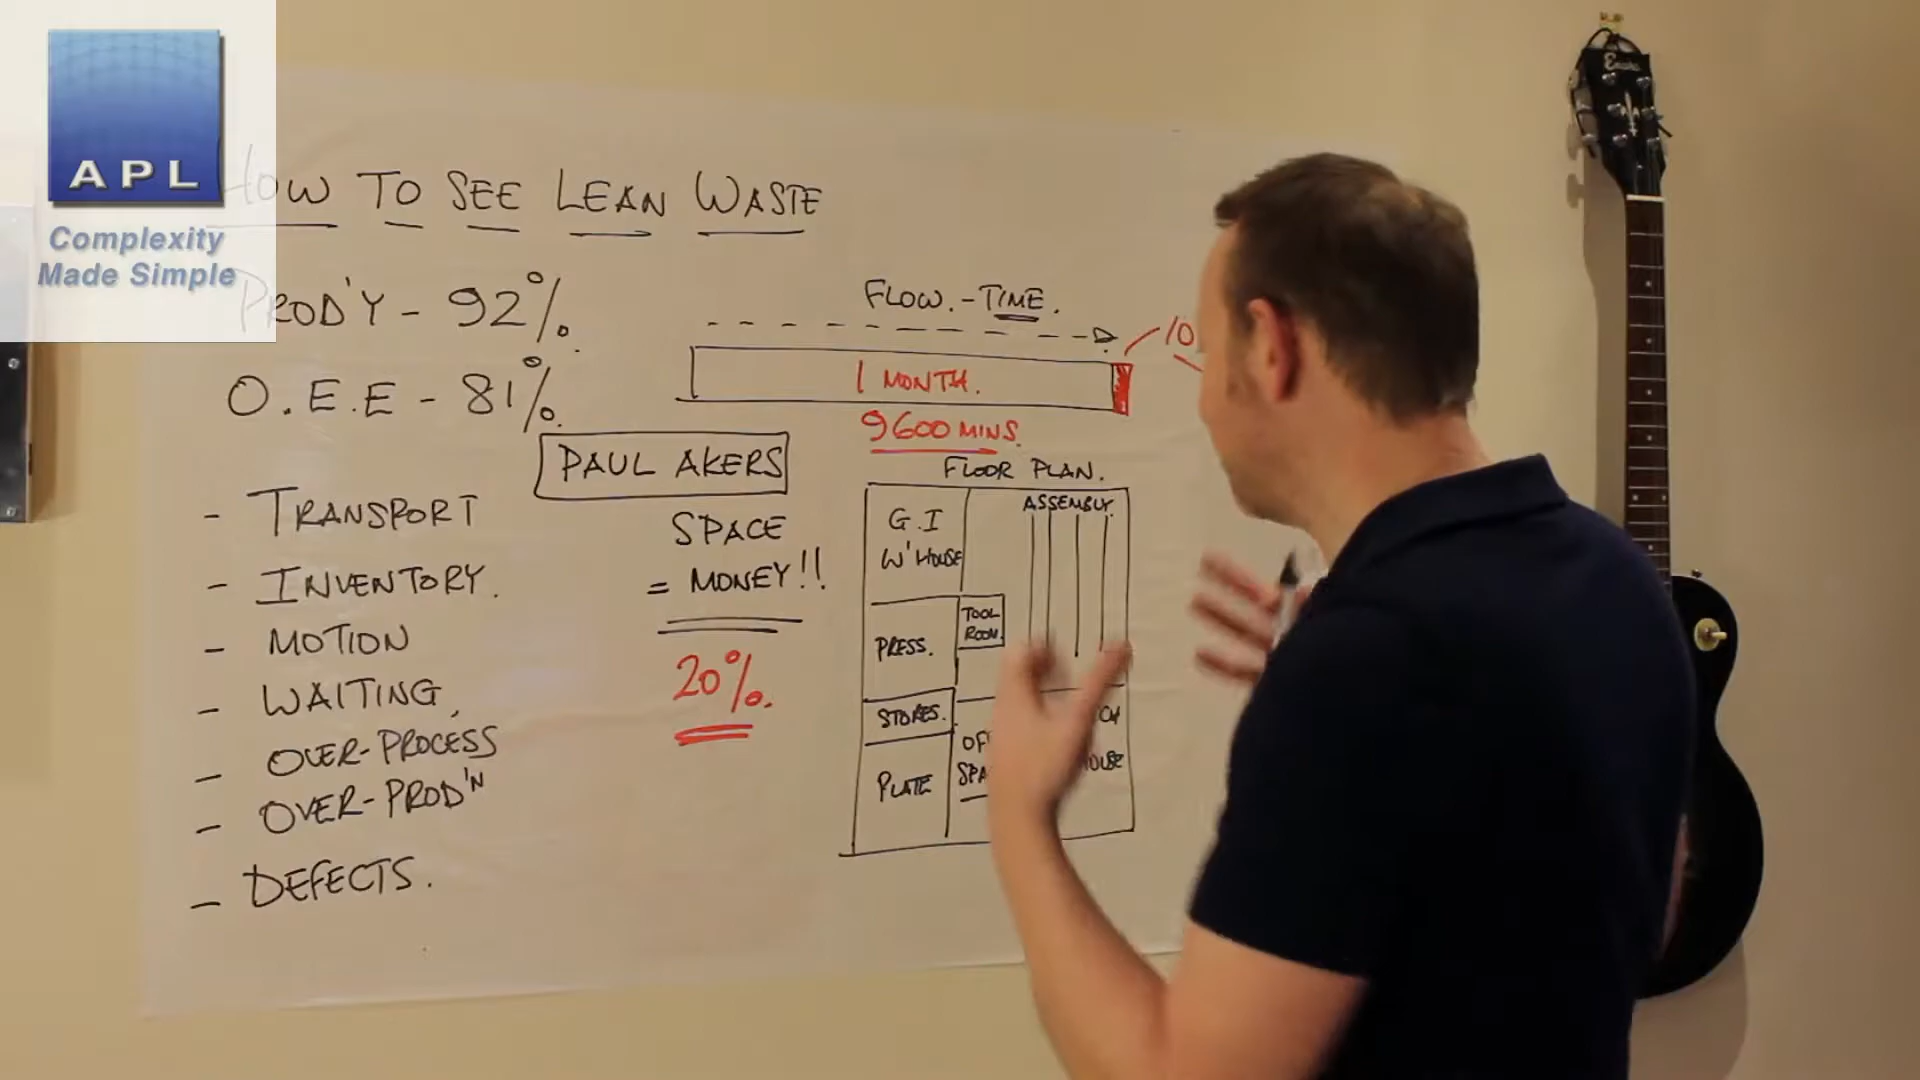 APL
Complexity
Made Simple
HOW TO SEE LEAN WASTE
PROD'Y - 92%.
O.E.E - 81%.
PAUL AKERS
- TRANSPORT
- INVENTORY.
- MOTION
- WAITING,
- OVER-PROCESS
- OVER-PROD'N
- DEFECTS.
SPACE
= MONEY!!
20%.
FLOW. - TIME.
1 MONTH.
10
9600 MINS.
FLOOR PLAN.
ASSEMBLY.
G.I
W'HOUSE
TOOL
ROOM.
PRESS.
STORES.
PLATE